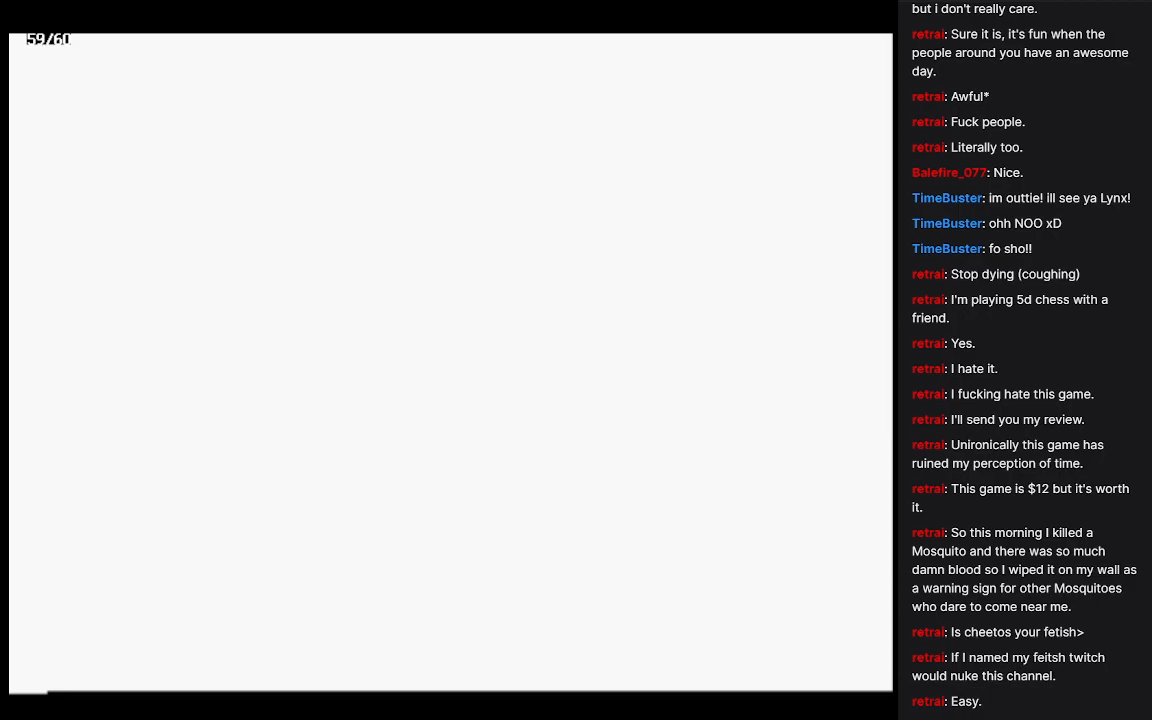 59/60
but i don't really care.
retrai: Sure it is, it's fun when the
people around you have an awesome
day.
retrai: Awful*
retrai: Fuck people.
retrai: Literally too.
Balefire_077: Nice.
TimeBuster: im outtie! ill see ya Lynx!
TimeBuster: ohh NOO xD
TimeBuster: fo sho!!
retrai: Stop dying (coughing)
retrai: I'm playing 5d chess with a
friend.
retrai: Yes.
retrai: I hate it.
retrai: I fucking hate this game.
retrai: I'll send you my review.
retrai: Unironically this game has
ruined my perception of time.
retrai: This game is $12 but it's worth
it.
retrai: So this morning I killed a
Mosquito and there was so much
damn blood so I wiped it on my wall as
a warning sign for other Mosquitoes
who dare to come near me.
retrai: Is cheetos your fetish>
retrai: If I named my feitsh twitch
would nuke this channel.
retrai: Easy.